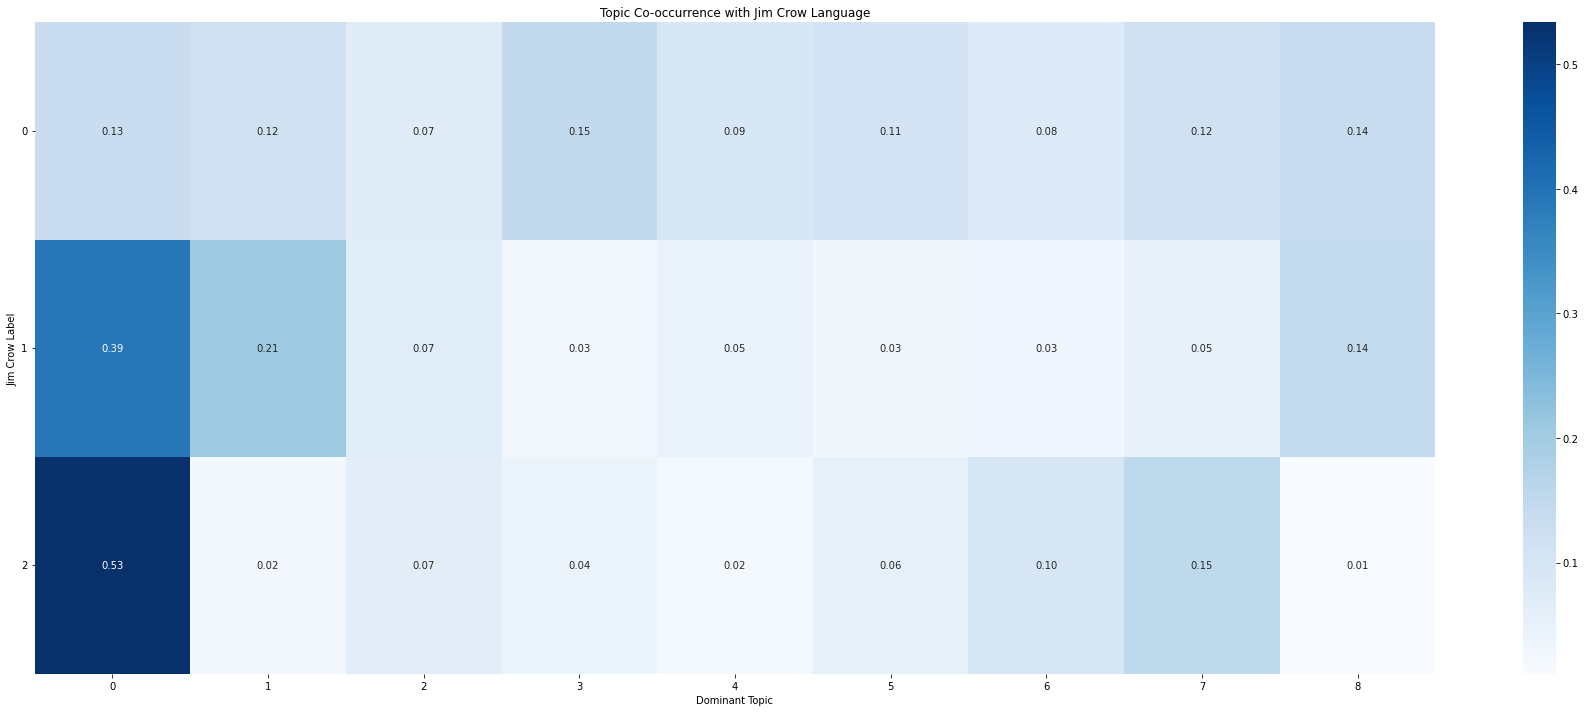 Topic Co-occurrence with Jim Crow Language
0.13 0.12 0.07 0.15 0.09 0.11 0.08 0.12 0.14
0.39 0.21 0.07 0.03 0.05 0.03 0.03 0.05 0.14
0.53 0.02 0.07 0.04 0.02 0.06 0.10 0.15 0.01
0
1
2
Jim Crow Label
0 1 2 3 4 5 6 7 8
Dominant Topic
0.5
0.4
0.3
0.2
0.1